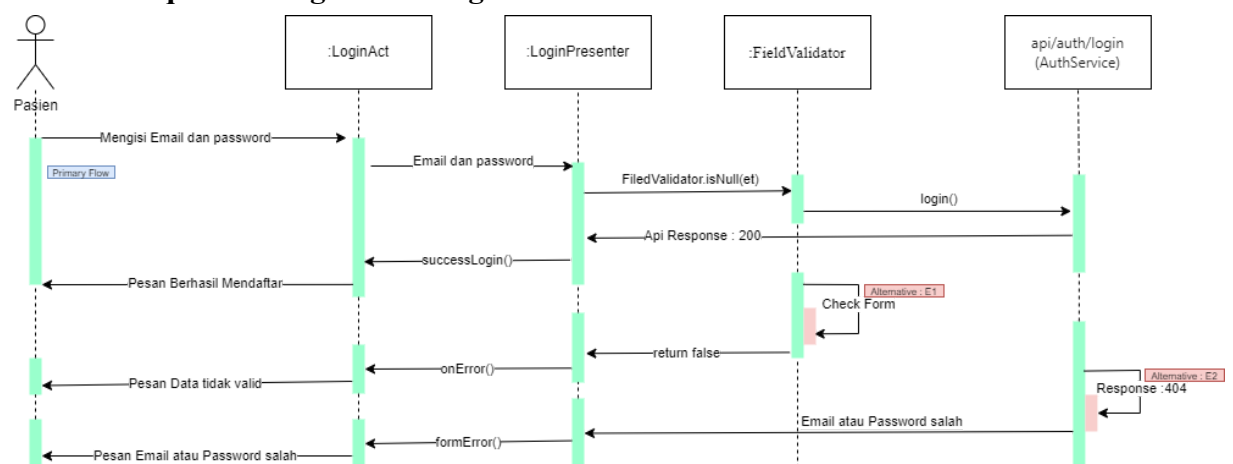 :LoginAct
:LoginPresenter
:FieldValidator
api/auth/login
(AuthService)
Pasien
Mengisi Email dan password
Primary Flow
Email dan password
FiledValidator.isNull(et)
login()
Api Response : 200
successLogin()
Pesan Berhasil Mendaftar
Alternative : E1
Check Form
return false
onError()
Pesan Data tidak valid
Alternative : E2
Response :404
Email atau Password salah
formError()
Pesan Email atau Password salah